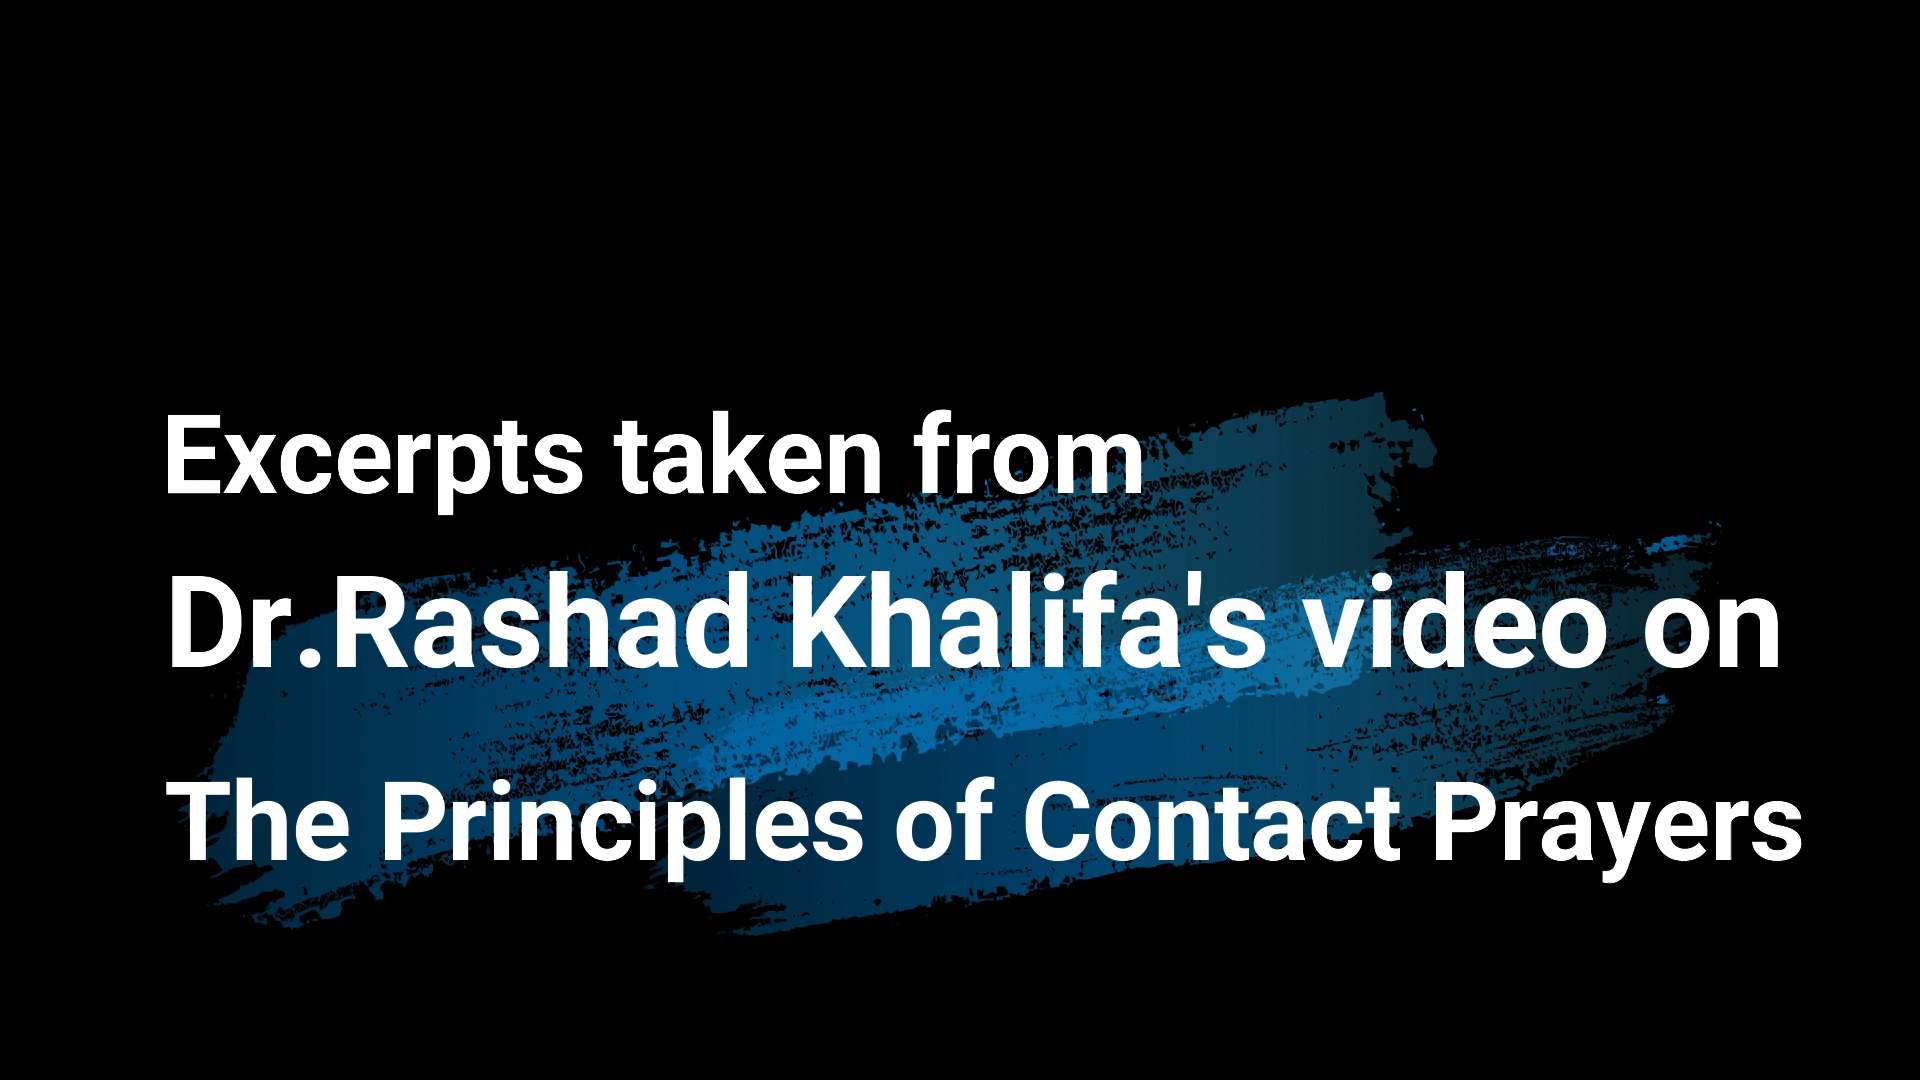 Excerpts taken from
Dr.Rashad Khalifa's video on
The Principles of Contact Prayers